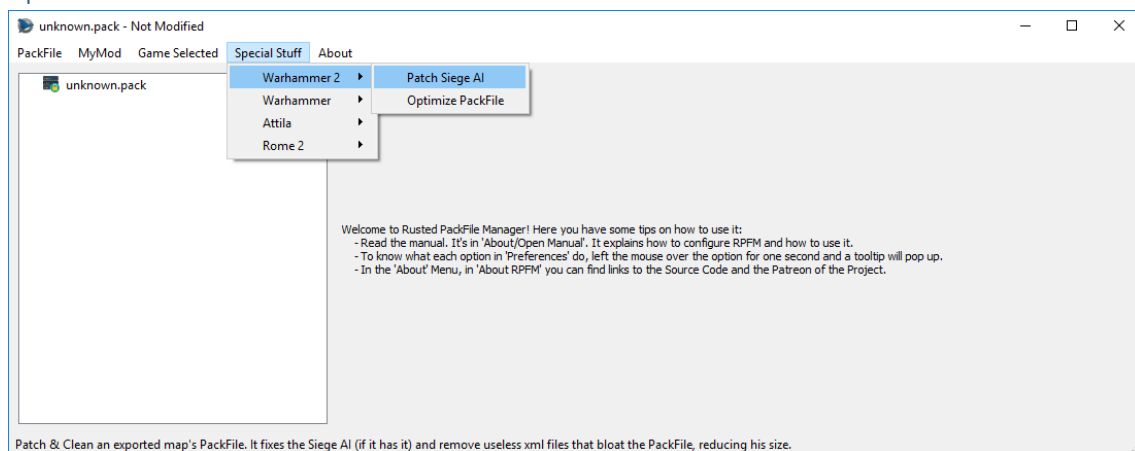 unknown.pack - Not Modified
PackFile MyMod Game Selected Special Stuff About
unknown.pack
Warhammer 2
Warhammer
Attila
Rome 2
Patch Siege AI
Optimize PackFile
Welcome to Rusted PackFile Manager! Here you have some tips on how to use it:
- Read the manual. It's in 'About/Open Manual'. It explains how to configure RPFM and how to use it.
- To know what each option in 'Preferences' do, left the mouse over the option for one second and a tooltip will pop up.
- In the 'About' Menu, in 'About RPFM' you can find links to the Source Code and the Patreon of the Project.
Patch & Clean an exported map's PackFile. It fixes the Siege AI (if it has it) and remove useless xml files that bloat the PackFile, reducing his size.